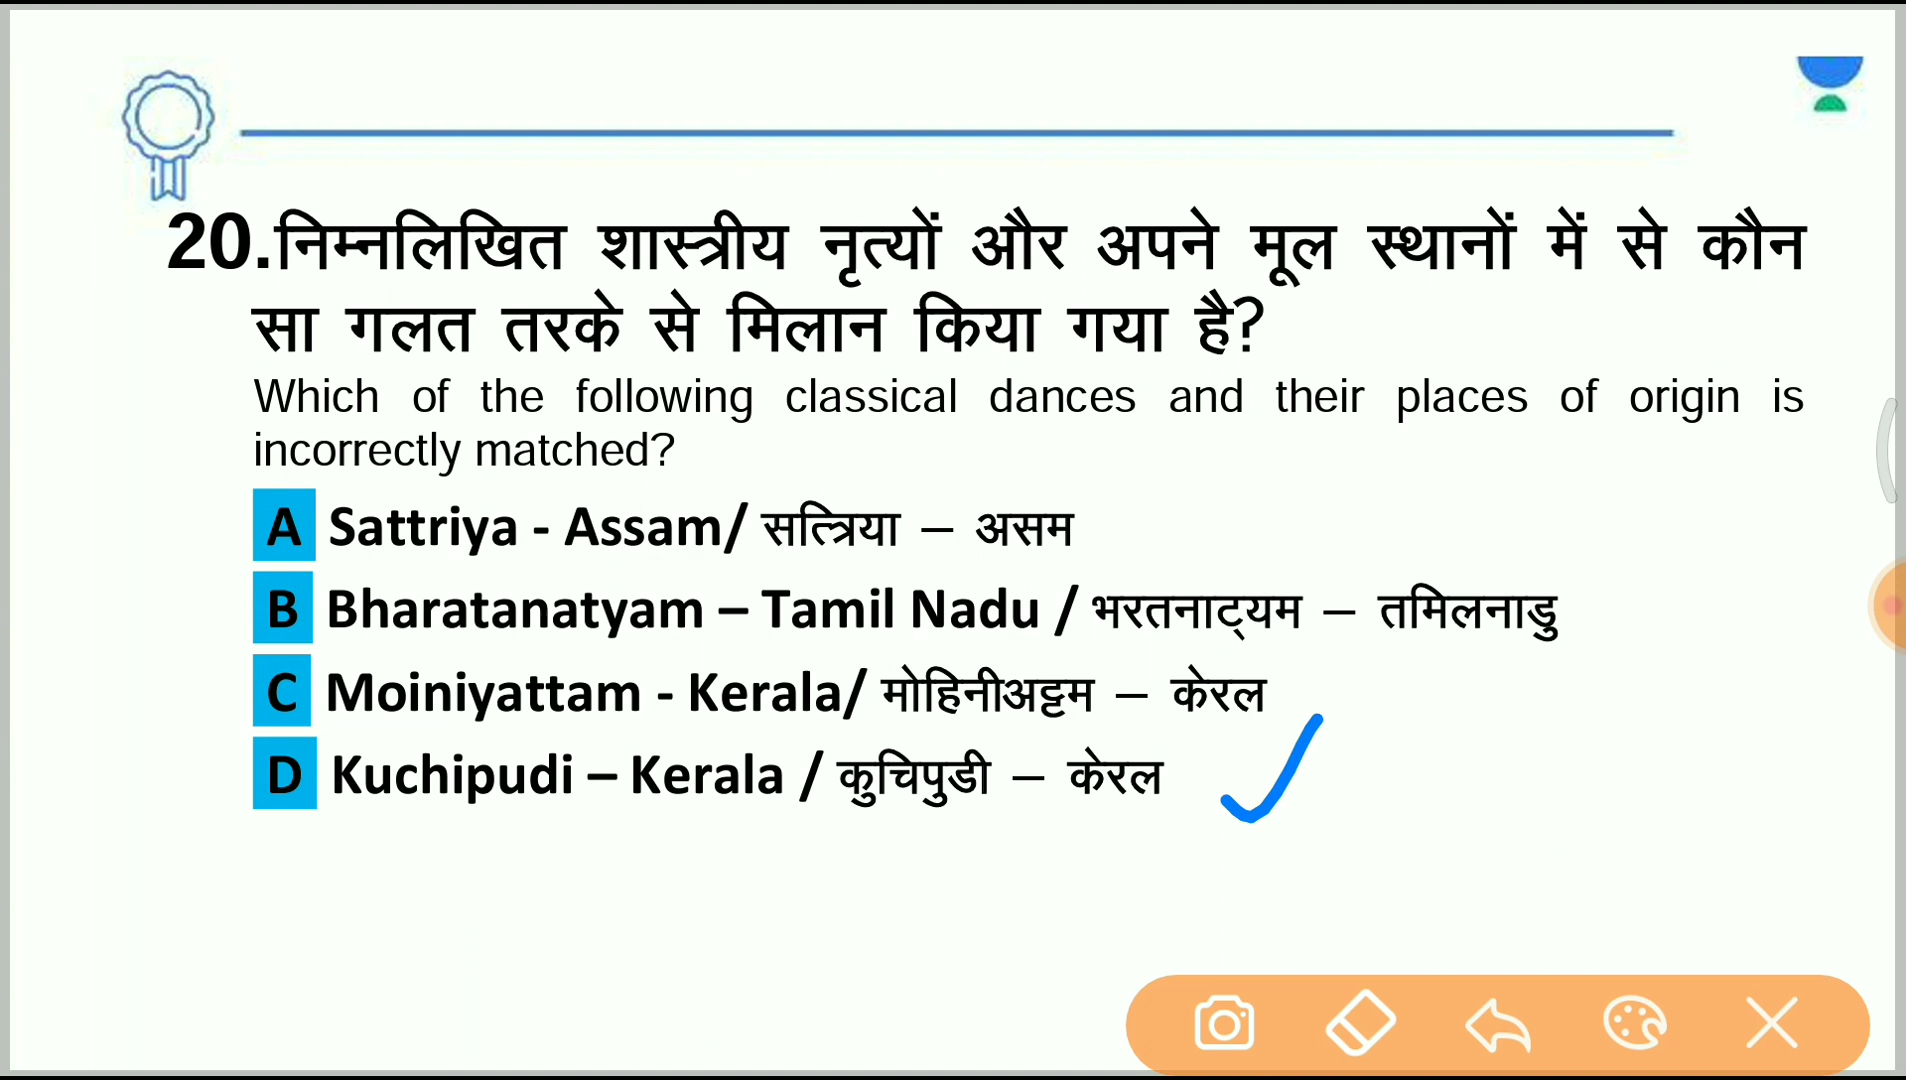 20.निम्नलिखित शास्त्रीय नृत्यों और अपने मूल स्थानों में से कौन
सा गलत तरके से मिलान किया गया है?
Which of the following classical dances and their places of origin is
incorrectly matched?
A Sattriya - Assam/ सत्त्रिया – असम
B Bharatanatyam – Tamil Nadu / भरतनाट्यम – तमिलनाडु
C Moiniyattam - Kerala/ मोहिनीअट्टम – केरल
D Kuchipudi – Kerala / कुचिपुडी – केरल